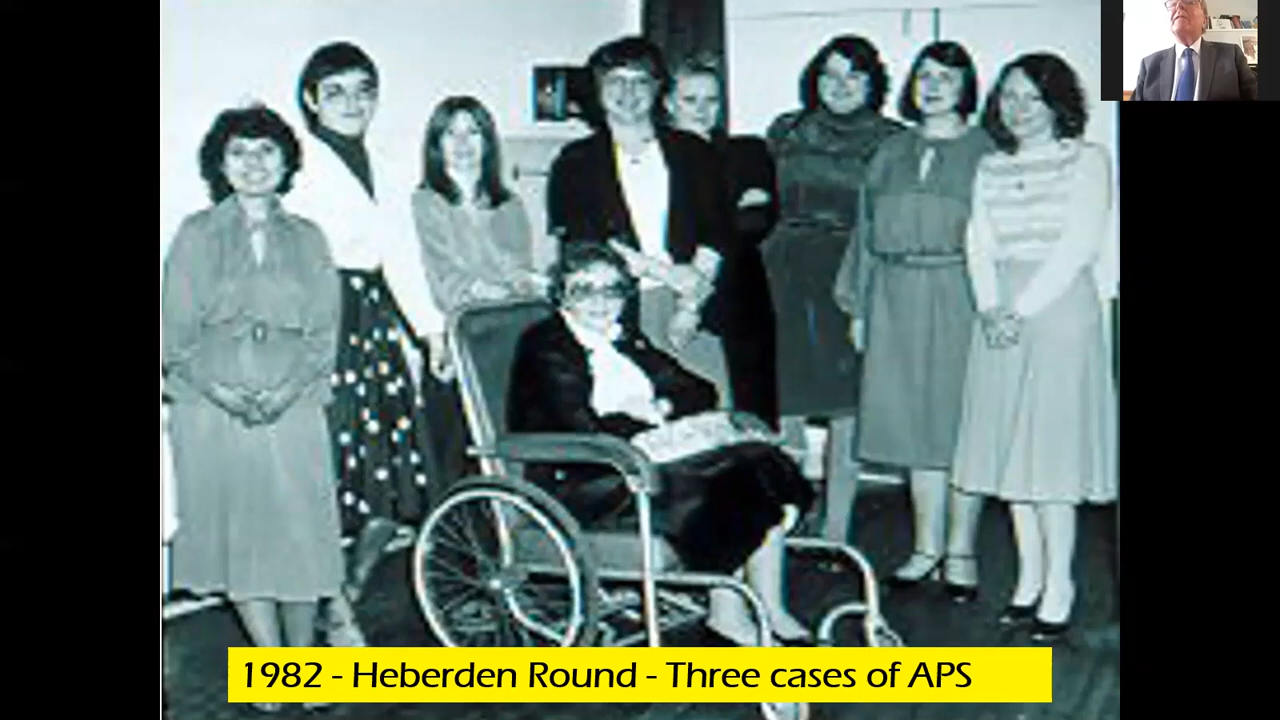 1982 - Heberden Round - Three cases of APS